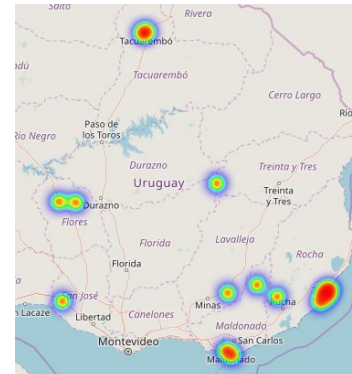 Salto
Rivera
Tacuarembó
Tacuarembó
Cerro Largo
Paso de
los Toros
Río Negro
Durazno
Treinta y Tres
Uruguay
Treinta
y Tres
Durazno
Flores
Florida
Lavalleja
Rocha
Florida
San José
Minas
Rocha
n Lacaze
Libertad
Canelones
Maldonado
Montevideo
San Carlos
Maldonado